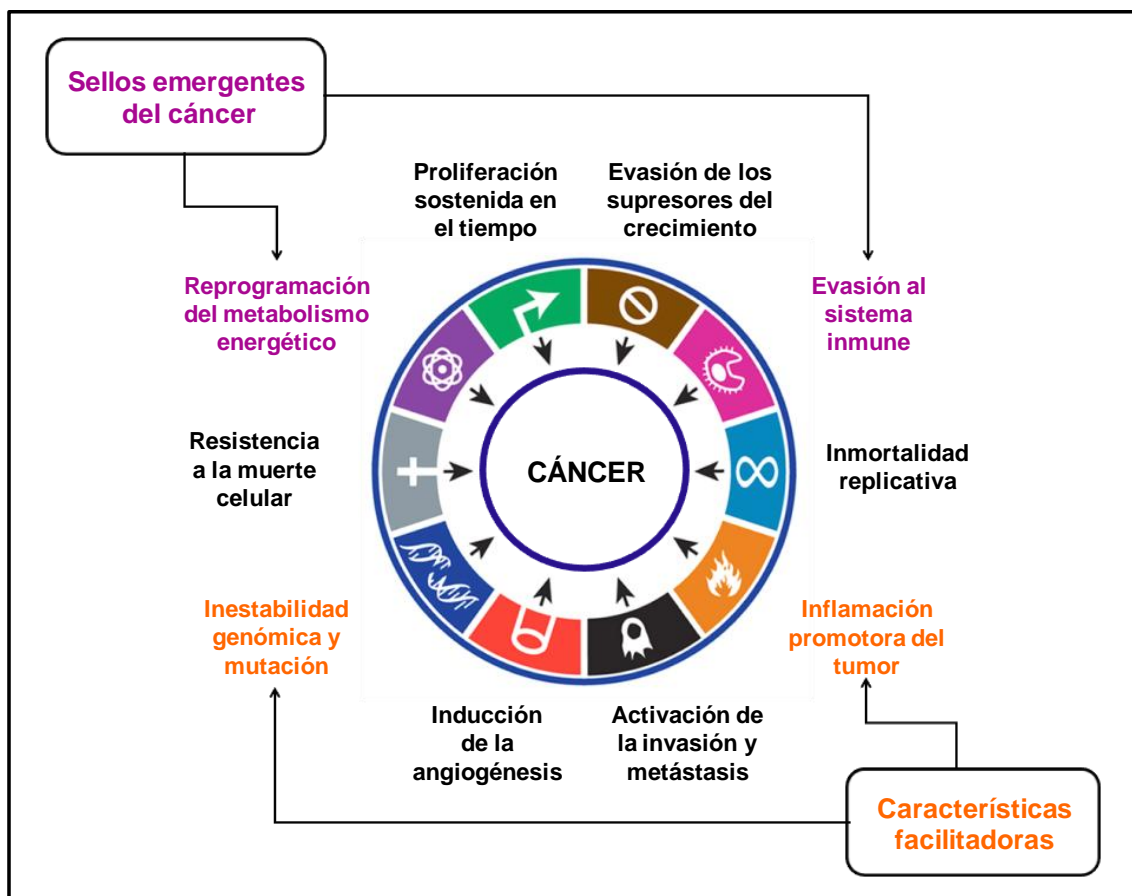 Sellos emergentes
del cáncer
Proliferación
sostenida en
el tiempo
Evasión de los
supresores del
crecimiento
Reprogramación
del metabolismo
energético
Evasión al
sistema
inmune
Resistencia
a la muerte
celular
CÁNCER
Inmortalidad
replicativa
Inestabilidad
genómica y
mutación
Inflamación
promotora del
tumor
Inducción
de la
angiogénesis
Activación de
la invasión y
metástasis
Característísticas
facilitadoras